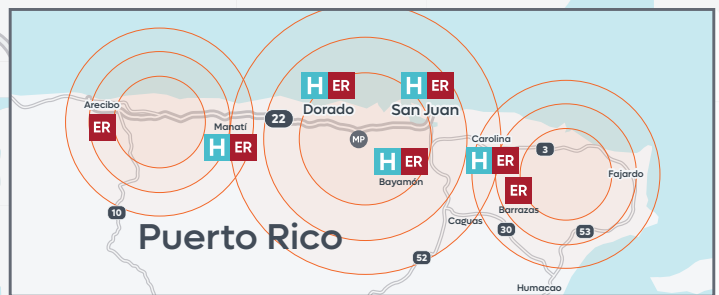 H ER
H ER
Dorado
San Juan
Arecibo
22
ER
Manatí
H ER
MP
Carolina
3
H ER
H ER
Bayamón
Fajardo
ER
Barrazas
10
Caguas
30
53
Puerto Rico
52
Humacao